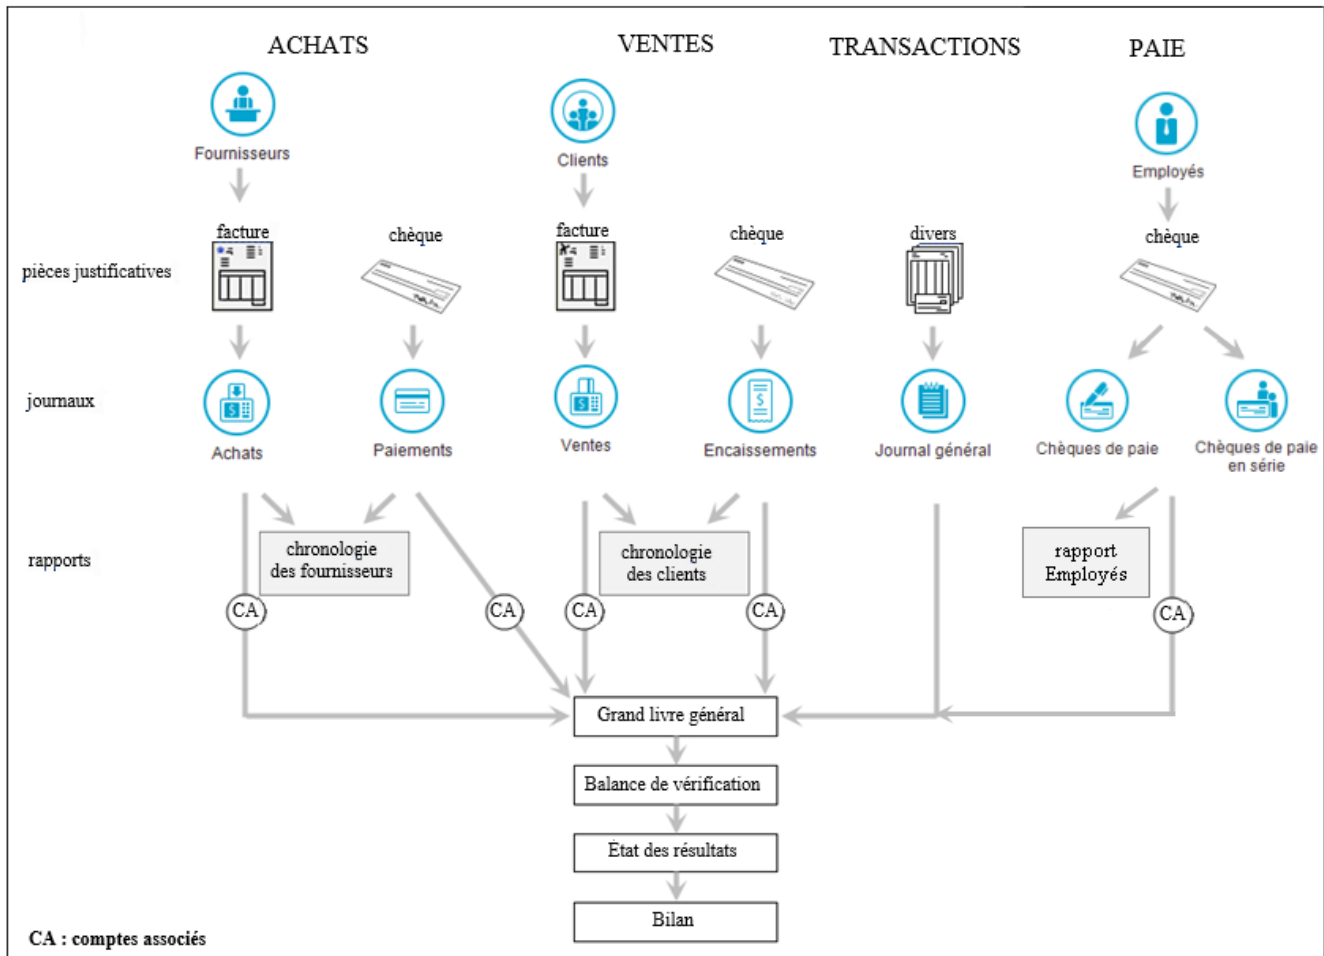 ACHATS
VENTES
TRANSACTIONS
PAIE
Fournisseurs
Clients
Employés
facture
chèque
facture
chèque
divers
chèque
pièces justificatives
journaux
Achats
Paiements
Ventes
Encaissements
Journal général
Chèques de paie
Chèques de paie
en série
rapports
chronologie
des fournisseurs
chronologie
des clients
rapport
Employés
CA
CA
CA
CA
CA
Grand livre général
Balance de vérification
État des résultats
Bilan
CA : comptes associés